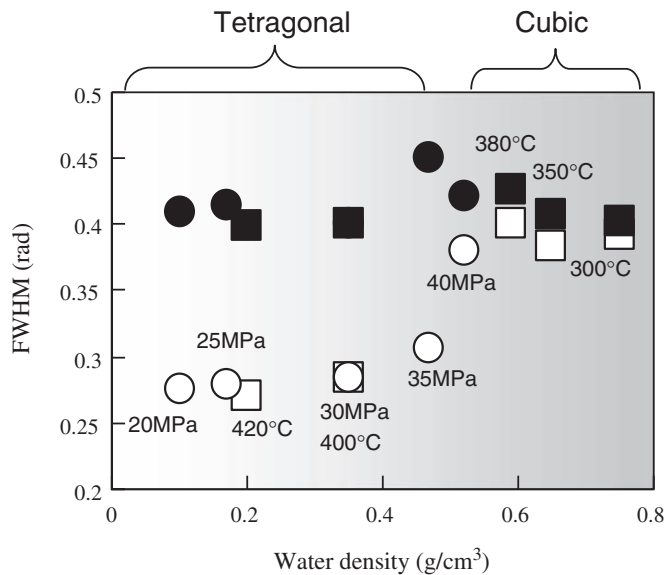 Tetragonal Cubic
0.5
380°C
0.45
350°C
0.4
300°C
40MPa
0.35
25MPa
35MPa
0.3
20MPa
420°C
30MPa
400°C
0.25
0.2
0 0.2 0.4 0.6 0.8
FWHM (rad)
Water density (g/cm³)